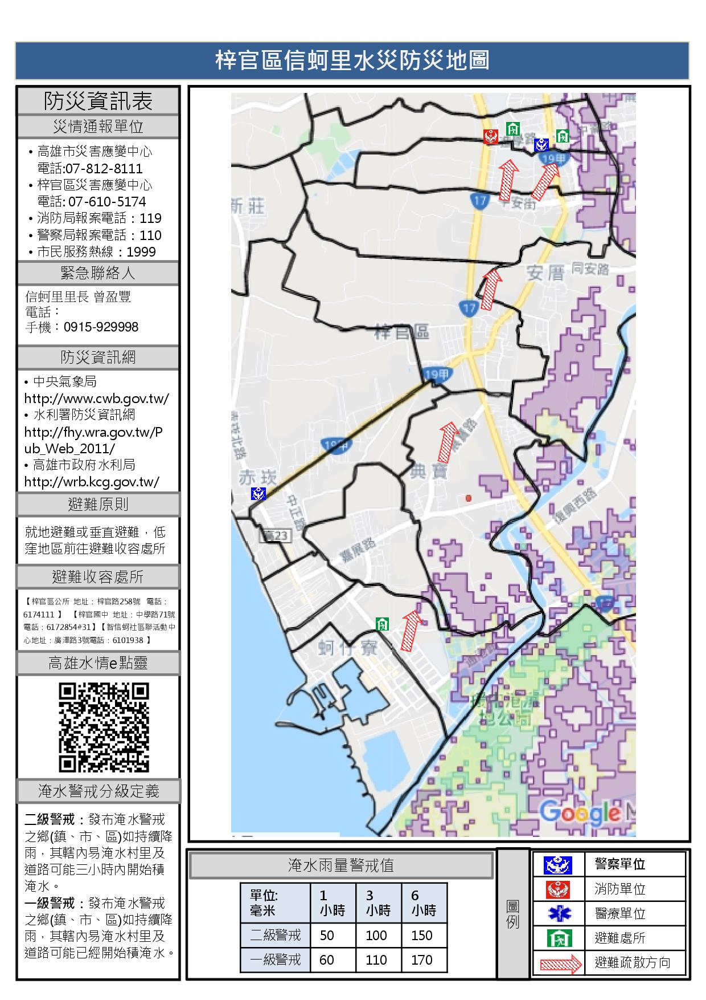 梓官區信蚵里水災防災地圖
防災資訊表
災情通報單位
• 高雄市災害應變中心
電話:07-812-8111
• 梓官區災害應變中心
電話: 07-610-5174
• 消防局報案電話：119
• 警察局報案電話：110
• 市民服務熱線：1999
緊急聯絡人
信蚵里里長 曾盈豐
電話：
手機：0915-929998
防災資訊網
• 中央氣象局
http://www.cwb.gov.tw/
• 水利署防災資訊網
http://fhy.wra.gov.tw/P
ub_Web_2011/
• 高雄市政府水利局
http://wrb.kcg.gov.tw/
避難原則
就地避難或垂直避難，低
窪地區前往避難收容處所
避難收容處所
【梓官區公所 地址：梓官路258號 電話：
6174111 】 【梓官國中 地址：中學路71號
電話：6172854#31】【智信蚵社區聯活動中
心地址：廣澤路3號電話：6101938 】
高雄水情e點靈
淹水警戒分級定義
二級警戒：發布淹水警戒
之鄉(鎮、市、區)如持續降
雨，其轄內易淹水村里及
道路可能三小時內開始積
淹水。
一級警戒：發布淹水警戒
之鄉(鎮、市、區)如持續降
雨，其轄內易淹水村里及
道路可能已經開始積淹水。
19甲
新莊
17
安街
安厝
同安路
17
梓官區
19甲
19甲
典寶
赤崁
中正路
復興西路
嘉展路
蚵仔寮
Google M
淹水雨量警戒值
單位:毫米 1小時 3小時 6小時
二級警戒 50 100 150
一級警戒 60 110 170
圖例
警察單位
消防單位
醫療單位
避難處所
避難疏散方向